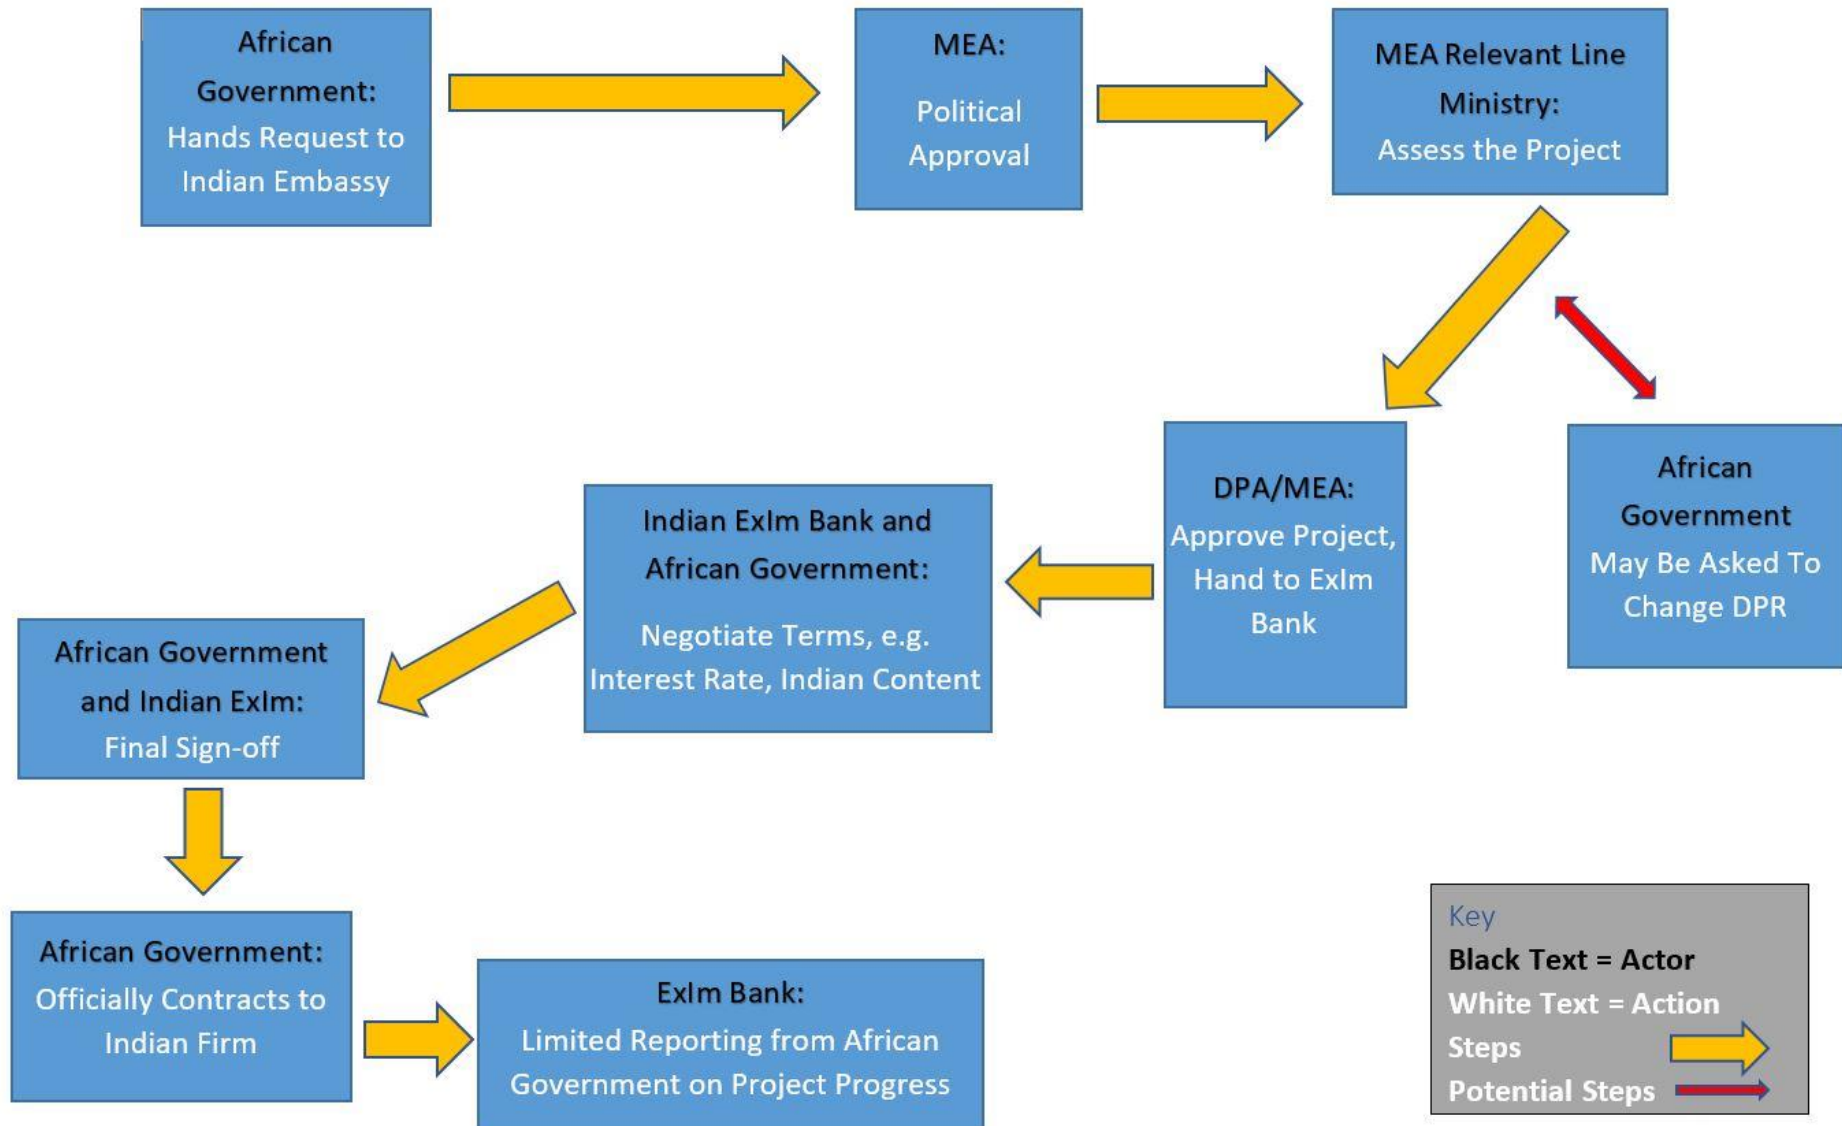 African
Government:
Hands Request to
Indian Embassy
MEA:
Political
Approval
MEA Relevant Line
Ministry:
Assess the Project
African
Government
May Be Asked To
Change DPR
DPA/MEA:
Approve Project,
Hand to ExIm
Bank
Indian ExIm Bank and
African Government:
Negotiate Terms, e.g.
Interest Rate, Indian Content
African Government
and Indian ExIm:
Final Sign-off
African Government:
Officially Contracts to
Indian Firm
ExIm Bank:
Limited Reporting from African
Government on Project Progress
Key
Black Text = Actor
White Text = Action
Steps
Potential Steps